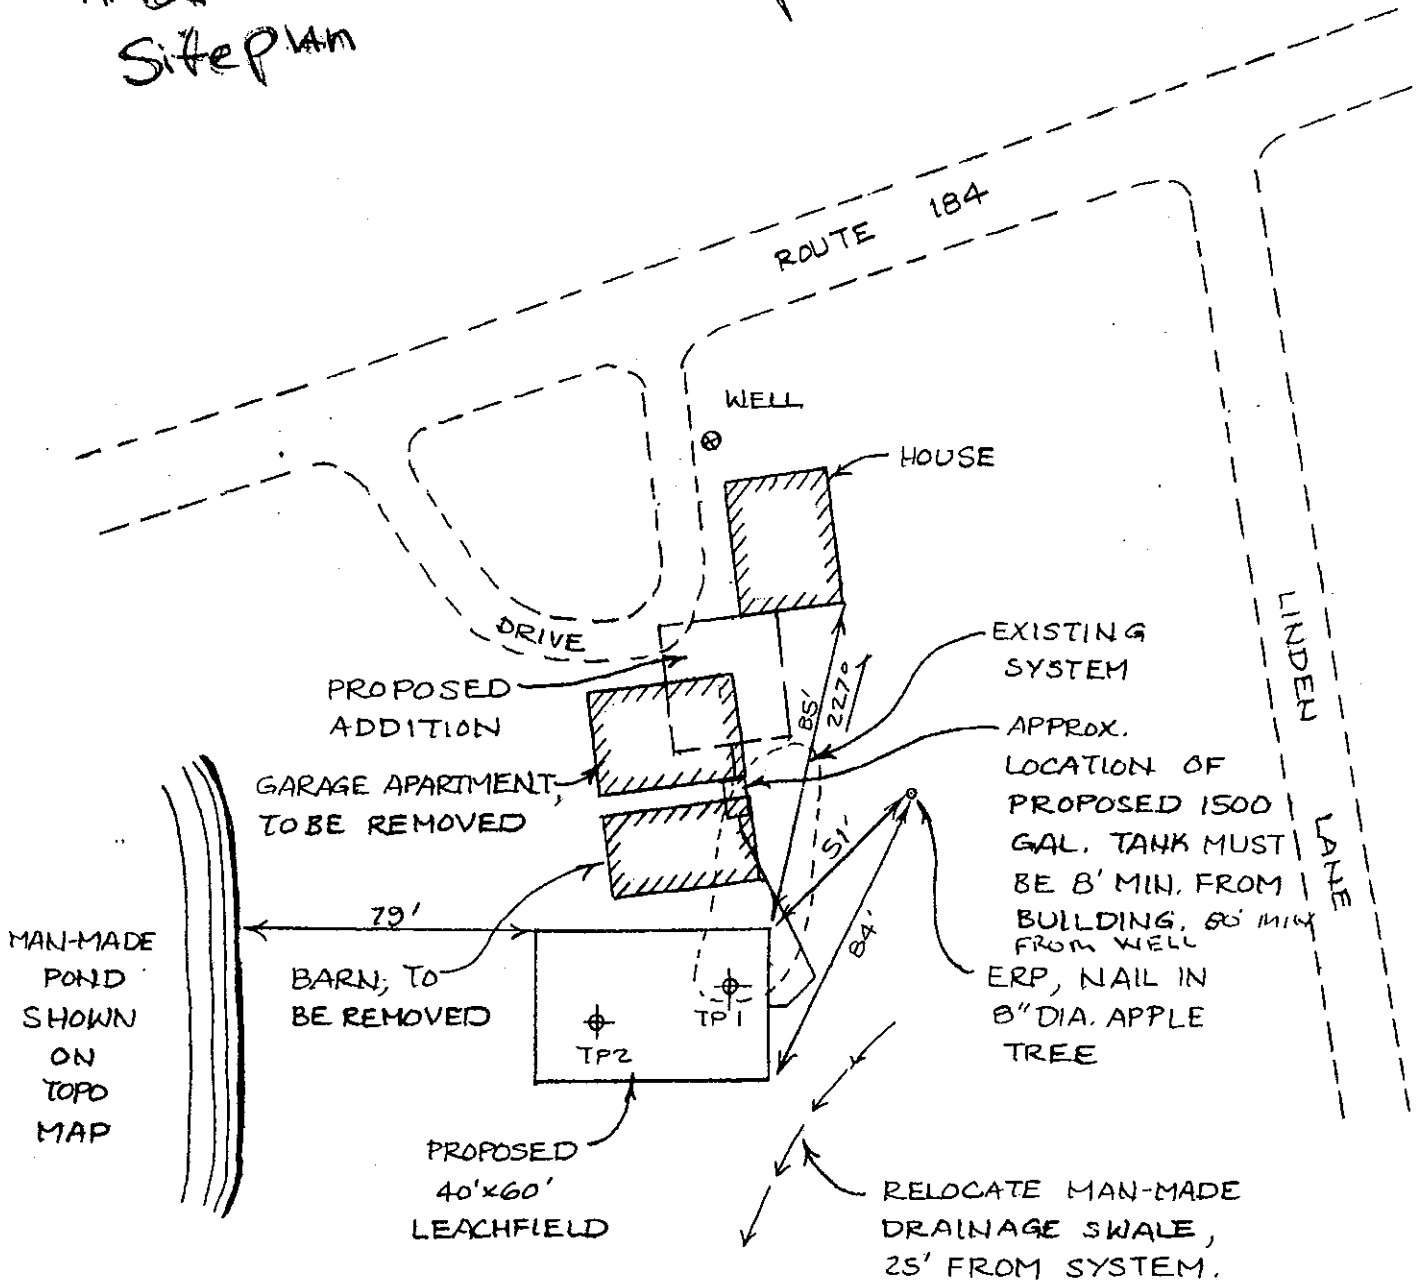 Siteplan
ROUTE 184
WELL
HOUSE
DRIVE
LINDEN
LANE
EXISTING
SYSTEM
PROPOSED
ADDITION
85'
227°
APPROX.
LOCATION OF
PROPOSED 1500
GAL. TANK MUST
BE 8' MIN. FROM
BUILDING. 80' MIN
FROM WELL
GARAGE APARTMENT,
TO BE REMOVED
51'
84'
79'
MAN-MADE
POND
SHOWN
ON
TOPO
MAP
BARN; TO
BE REMOVED
TP1
TP2
ERP, NAIL IN
8" DIA. APPLE
TREE
PROPOSED
40'x60'
LEACHFIELD
RELOCATE MAN-MADE
DRAINAGE SWALE,
25' FROM SYSTEM.